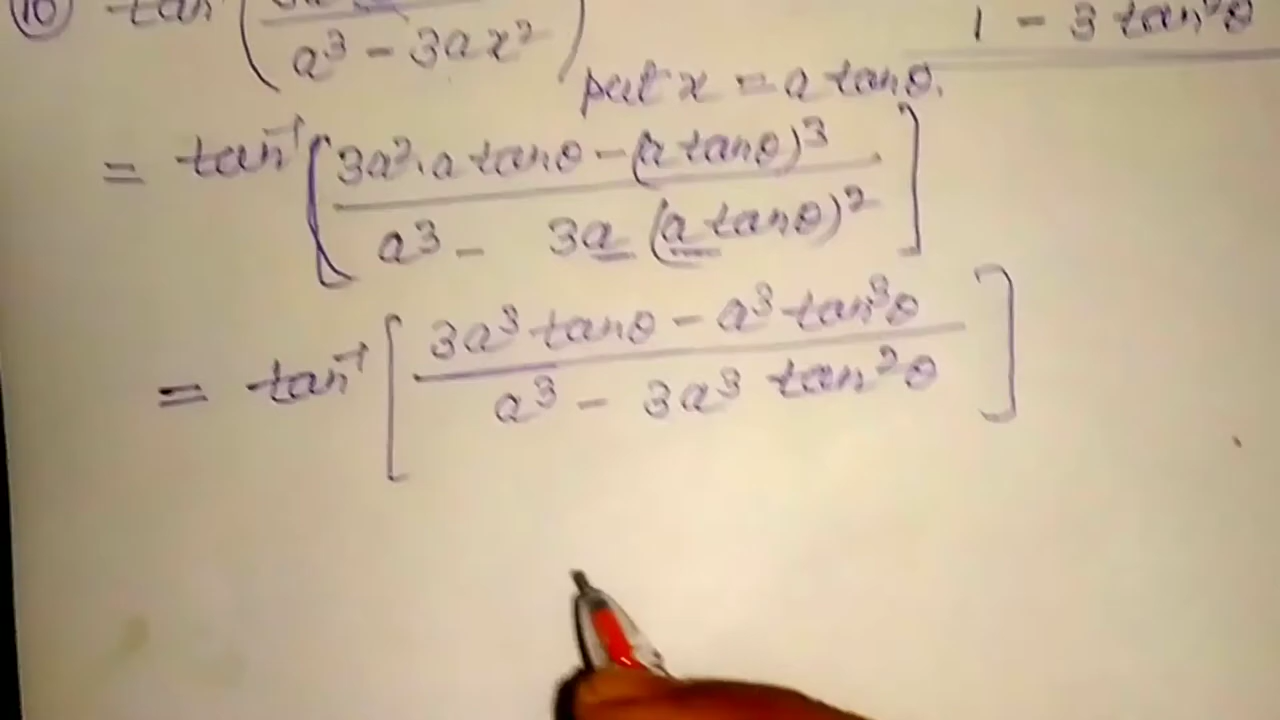 ⑩ tan ( / a³ - 3ax² )
1 - 3 tan²θ
put x = a tanθ.
= tan⁻¹ [ 3a²·a tanθ - (a tanθ)³ / a³ - 3a (a tanθ)² ]
= tan⁻¹ [ 3a³ tanθ - a³ tan³θ / a³ - 3a³ tan²θ ]